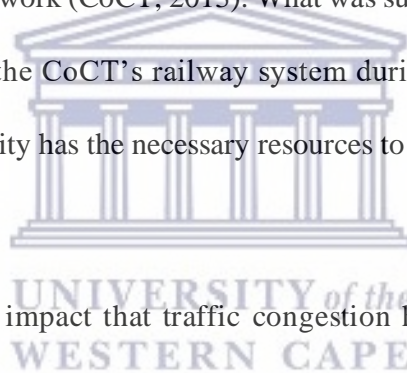 work (CoCT, 2013). What was su
the CoCT's railway system duri
ity has the necessary resources to
impact that traffic congestion
UNIVERSITY of the
WESTERN CAPE